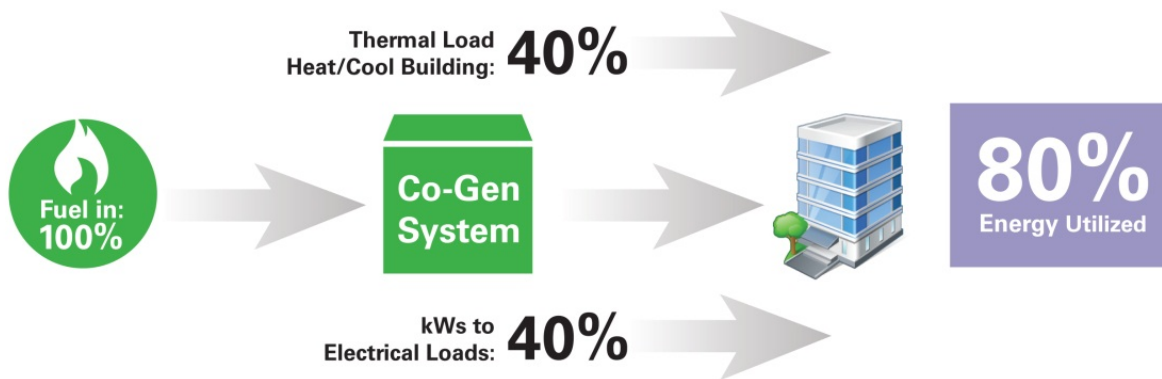 Thermal Load
Heat/Cool Building: 40%
Fuel in:
100%
Co-Gen
System
80%
Energy Utilized
kWs to
Electrical Loads: 40%